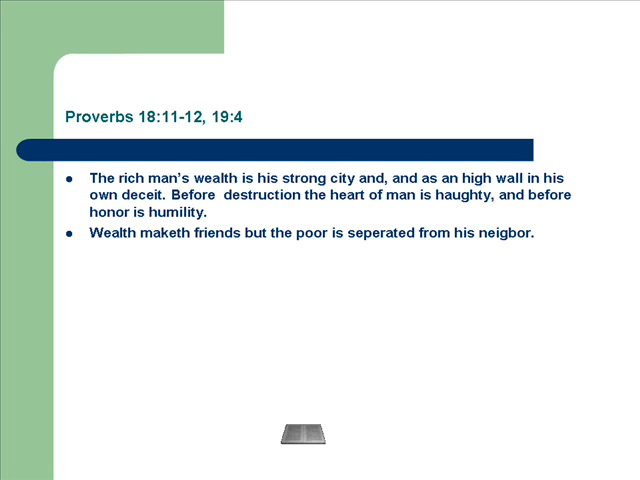 Proverbs 18:11-12, 19:4
The rich man's wealth is his strong city and, and as an high wall in his
own deceit. Before  destruction the heart of man is haughty, and before
honor is humility.
Wealth maketh friends but the poor is seperated from his neigbor.